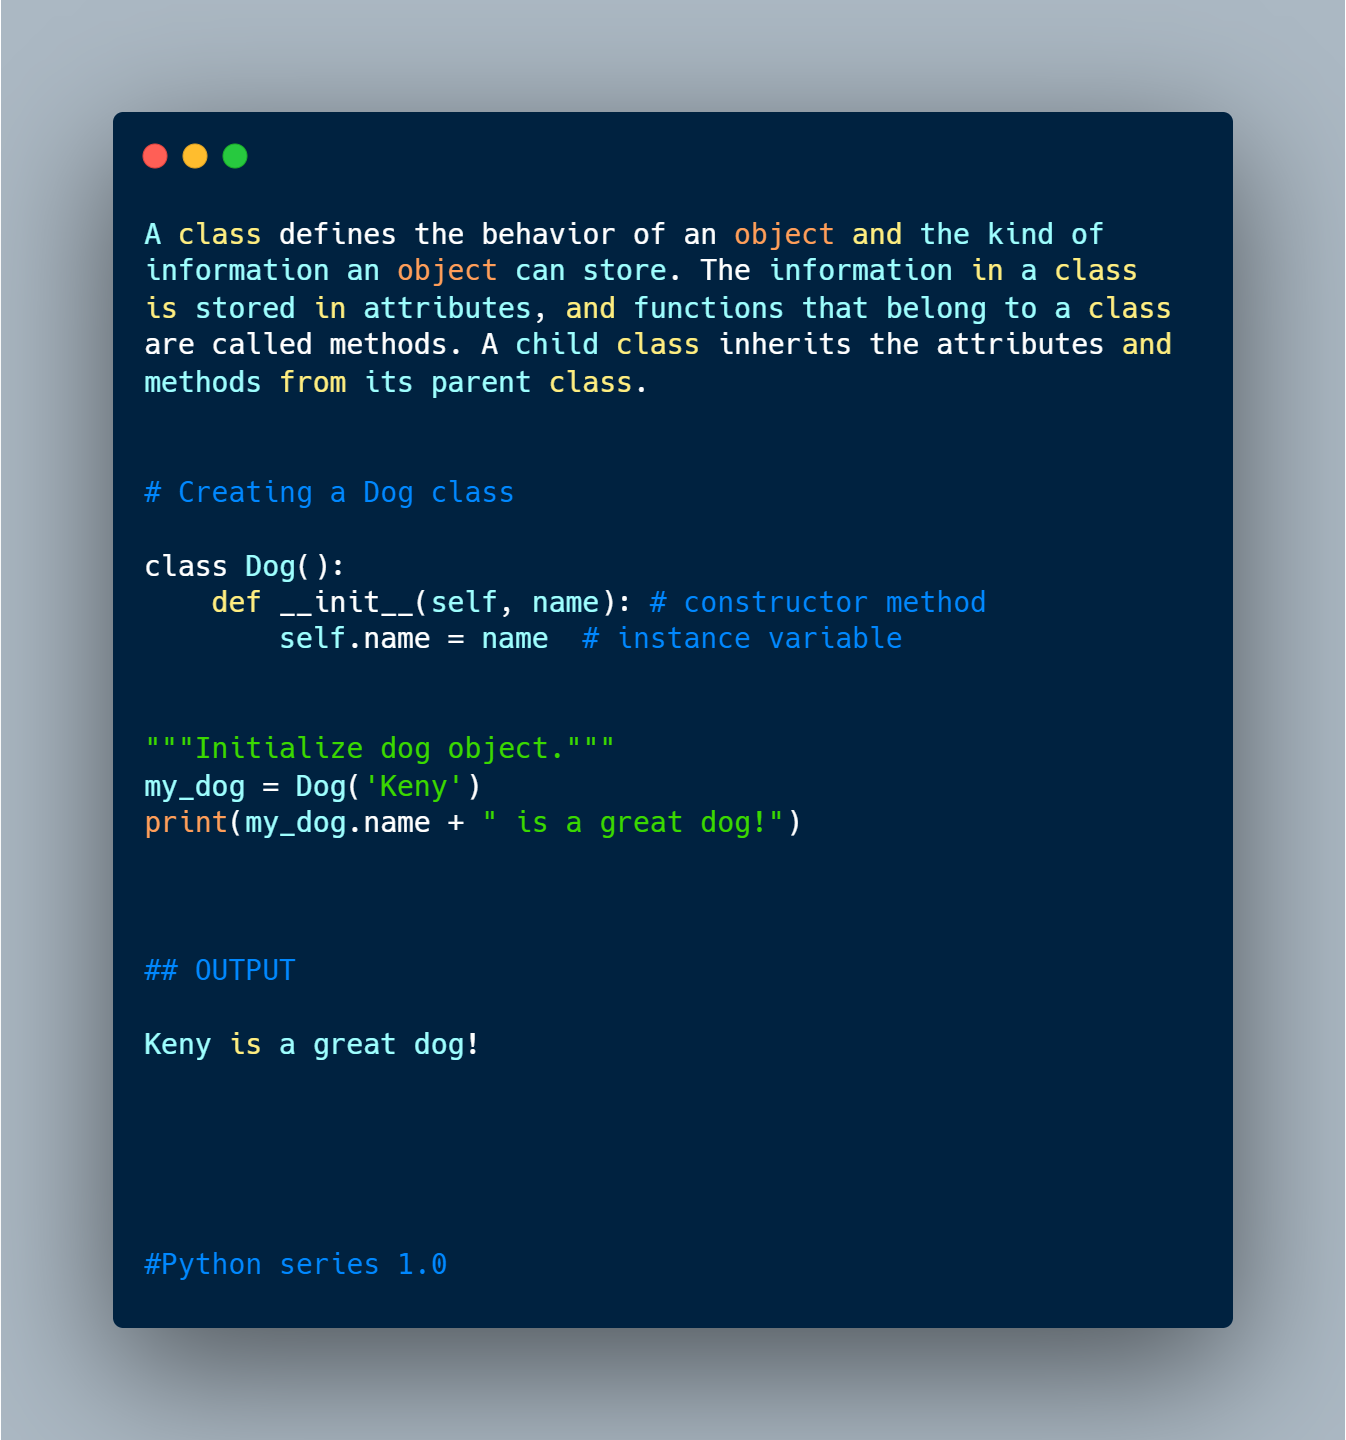 A class defines the behavior of an object and the kind of
information an object can store. The information in a class
is stored in attributes, and functions that belong to a class
are called methods. A child class inherits the attributes and
methods from its parent class.
# Creating a Dog class
class Dog():
    def __init__(self, name): # constructor method
        self.name = name  # instance variable
"""Initialize dog object."""
my_dog = Dog('Keny')
print(my_dog.name + " is a great dog!")
## OUTPUT
Keny is a great dog!
#Python series 1.0